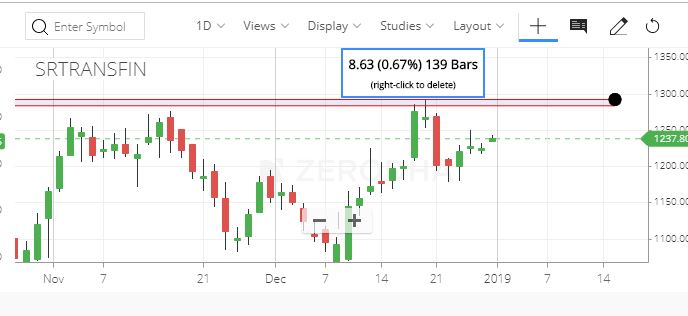 Enter Symbol 1D Views Display Studies Layout
8.63 (0.67%) 139 Bars
(right-click to delete)
SRTRANSFIN
1350.00
1300.00
1237.80
1200.00
ZERODHA
1150.00
1100.00
Nov 7 21 Dec 7 14 21 2019 7 14